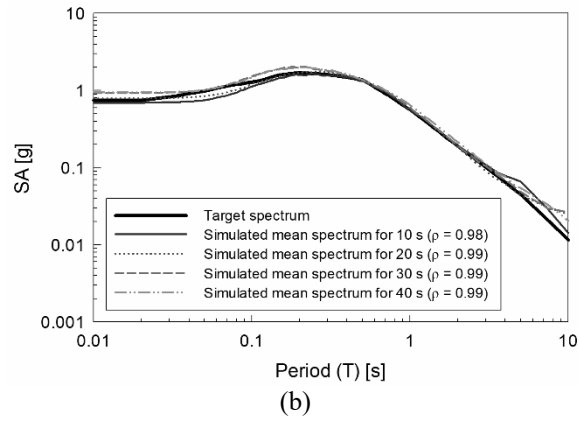 10
1
0.1
0.01
0.001
SA [g]
Target spectrum
Simulated mean spectrum for 10 s (ρ = 0.98)
Simulated mean spectrum for 20 s (ρ = 0.99)
Simulated mean spectrum for 30 s (ρ = 0.99)
Simulated mean spectrum for 40 s (ρ = 0.99)
0.01 0.1 1 10
Period (T) [s]
(b)